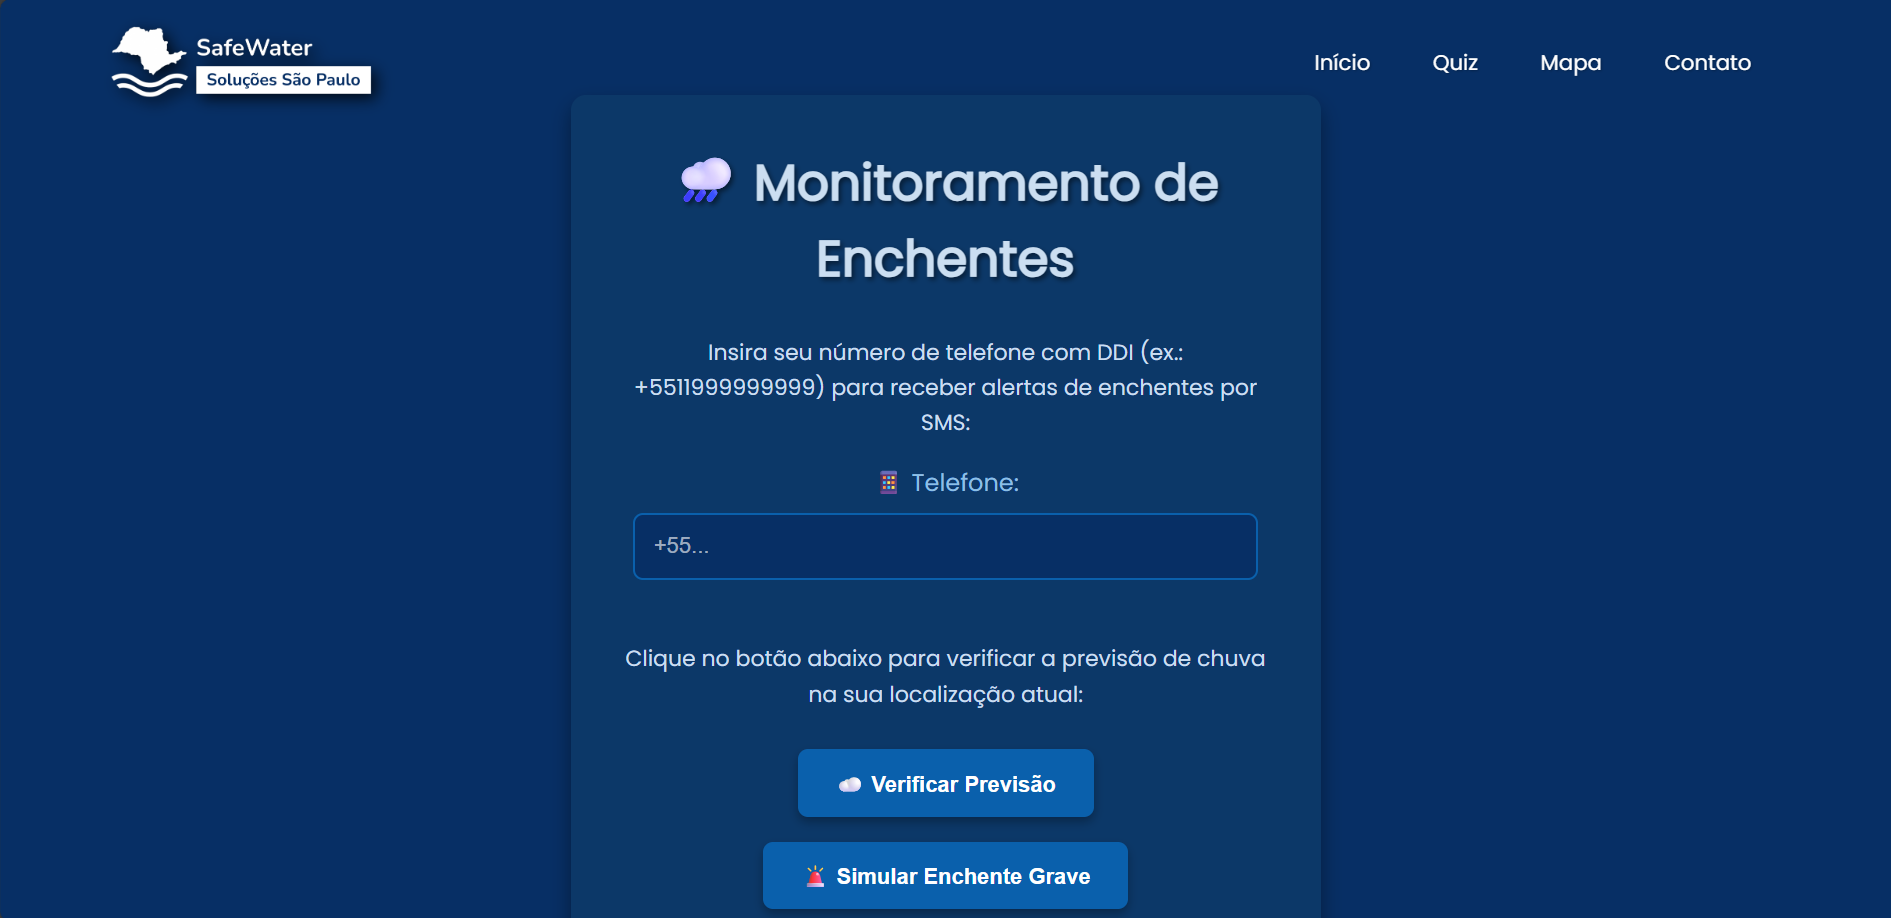 SafeWater
Soluções São Paulo
Início
Quiz
Mapa
Contato
Monitoramento de
Enchentes
Insira seu número de telefone com DDI (ex.:
+5511999999999) para receber alertas de enchentes por
SMS:
Telefone:
+55...
Clique no botão abaixo para verificar a previsão de chuva
na sua localização atual:
Verificar Previsão
Simular Enchente Grave